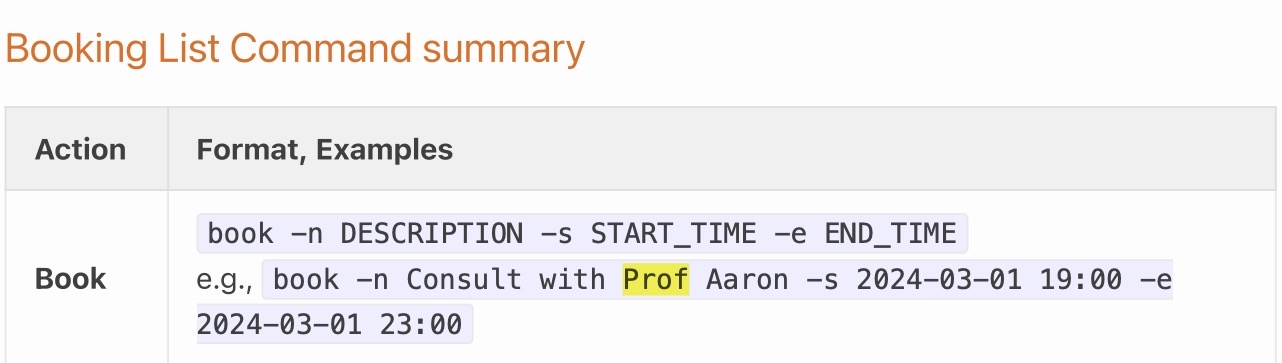 Booking List Command summary
Action
Format, Examples
Book
book -n DESCRIPTION -s START_TIME -e END_TIME
e.g., book -n Consult with Prof Aaron -s 2024-03-01 19:00 -e
2024-03-01 23:00